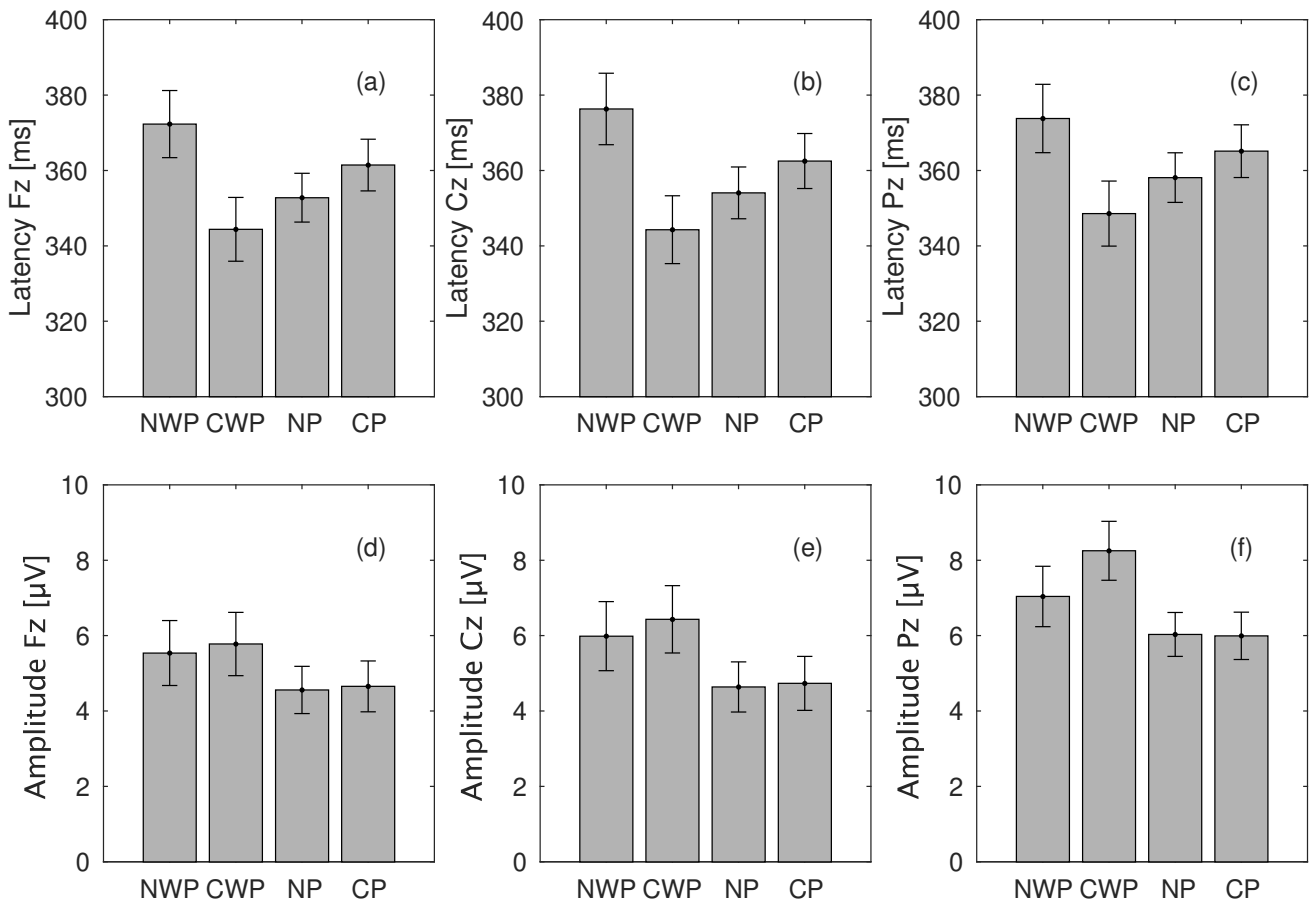 400
380
360
340
320
300
Latency Fz [ms]
(a)
NWP CWP NP CP
400
380
360
340
320
300
Latency Cz [ms]
(b)
NWP CWP NP CP
400
380
360
340
320
300
Latency Pz [ms]
(c)
NWP CWP NP CP
10
8
6
4
2
0
Amplitude Fz [µV]
(d)
NWP CWP NP CP
10
8
6
4
2
0
Amplitude Cz [µV]
(e)
NWP CWP NP CP
10
8
6
4
2
0
Amplitude Pz [µV]
(f)
NWP CWP NP CP